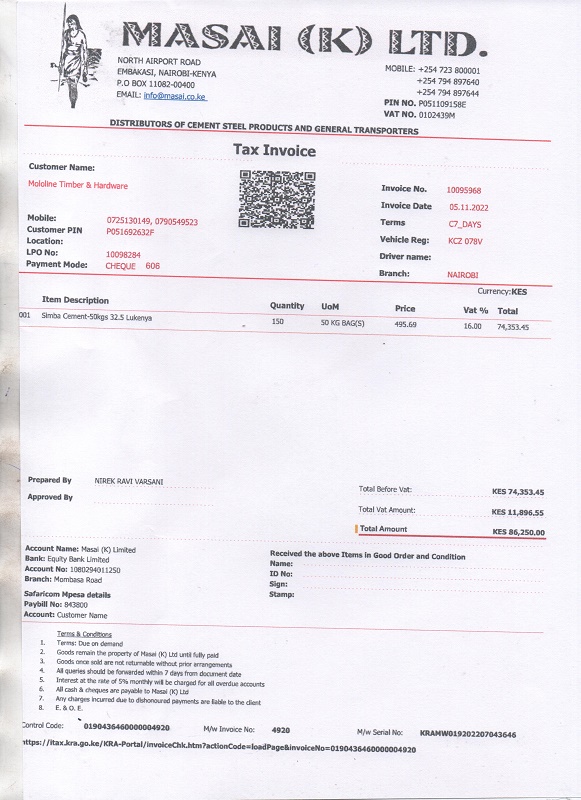 MASAI (K) LTD.
NORTH AIRPORT ROAD
EMBAKASI, NAIROBI-KENYA
P.O BOX 11082-00400
EMAIL: info@masai.co.ke
MOBILE: +254 723 800001
+254 794 897640
+254 794 897644
PIN NO. P051109158E
VAT NO. 0102439M
DISTRIBUTORS OF CEMENT STEEL PRODUCTS AND GENERAL TRANSPORTERS
Tax Invoice
Customer Name:
Mololine Timber & Hardware
Mobile: 0725130149, 0790549523
Customer PIN P051692632F
Location:
LPO No: 10098284
Payment Mode: CHEQUE 606
Invoice No. 10095968
Invoice Date 05.11.2022
Terms C7_DAYS
Vehicle Reg: KCZ 078V
Driver name:
Branch: NAIROBI
Currency:KES
Item Description Quantity UoM Price Vat % Total
001 Simba Cement-50kgs 32.5 Lukenya 150 50 KG BAG(S) 495.69 16.00 74,353.45
Prepared By NIREK RAVI VARSANI
Approved By
Total Before Vat: KES 74,353.45
Total Vat Amount: KES 11,896.55
Total Amount KES 86,250.00
Account Name: Masai (K) Limited
Bank: Equity Bank Limited
Account No: 1080294011250
Branch: Mombasa Road
Safaricom Mpesa details
Paybill No: 843800
Account: Customer Name
Received the above Items in Good Order and Condition
Name:
ID No:
Sign:
Stamp:
Terms & Conditions
1. Terms: Due on demand
2. Goods remain the property of Masai (K) Ltd until fully paid
3. Goods once sold are not returnable without prior arrangements
4. All queries should be forwarded within 7 days from document date
5. Interest at the rate of 5% monthly will be charged for all overdue accounts
6. All cash & cheques are payable to Masai (K) Ltd
7. Any charges incurred due to dishonoured payments are liable to the client
8. E. & O. E.
Control Code: 0190436460000004920 M/w Invoice No: 4920 M/w Serial No: KRAMW019202207043646
https://itax.kra.go.ke/KRA-Portal/invoiceChk.htm?actionCode=loadPage&invoiceNo=0190436460000004920